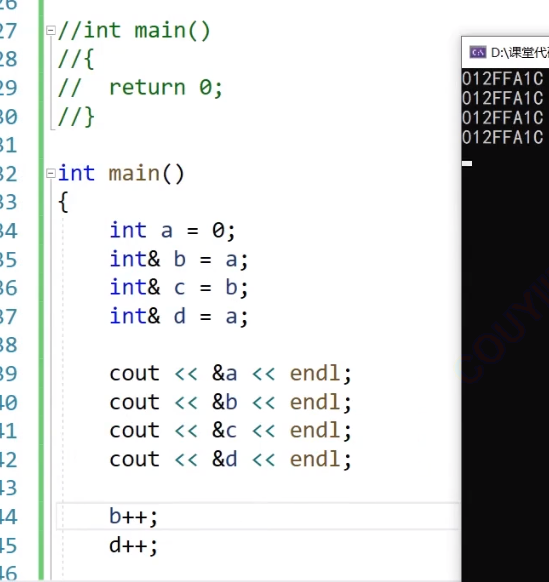 27 //int main()
28 //{
29 // return 0;
30 //}
31
32 int main()
33 {
34 int a = 0;
35 int& b = a;
36 int& c = b;
37 int& d = a;
38
39 cout << &a << endl;
40 cout << &b << endl;
41 cout << &c << endl;
42 cout << &d << endl;
43
44 b++;
45 d++;
46
D:\课堂代码
012FFA1C
012FFA1C
012FFA1C
012FFA1C